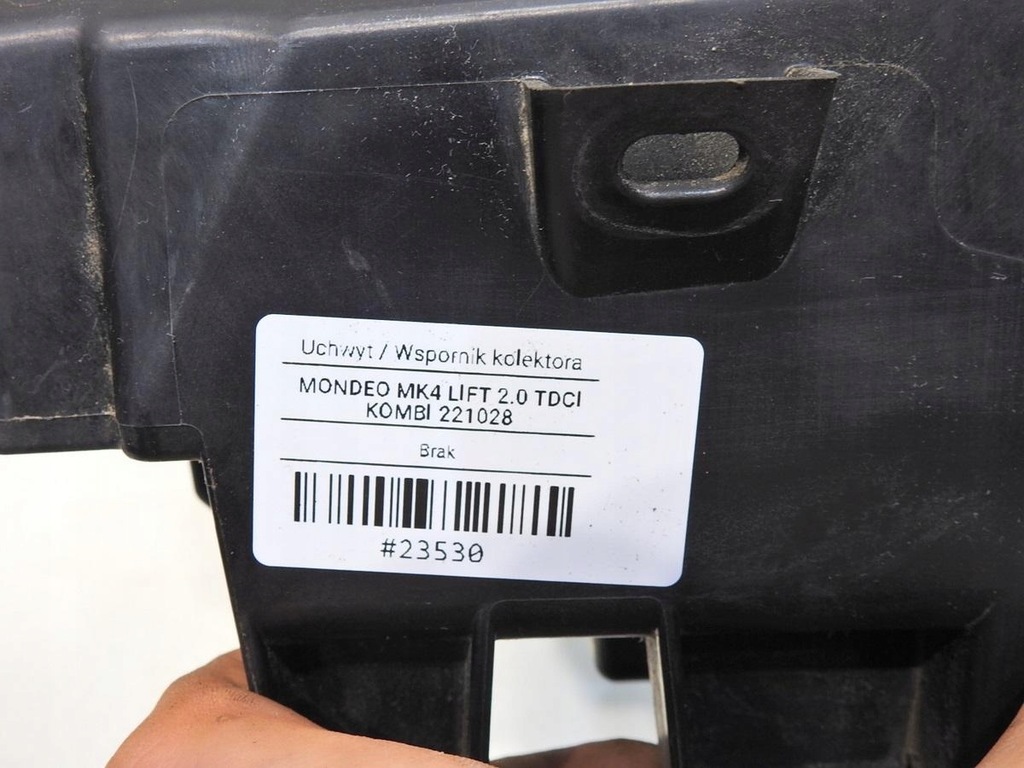 Uchwyt / Wspornik kolektora
MONDEO MK4 LIFT 2.0 TDCI
KOMBI 221028
Brak
#23530